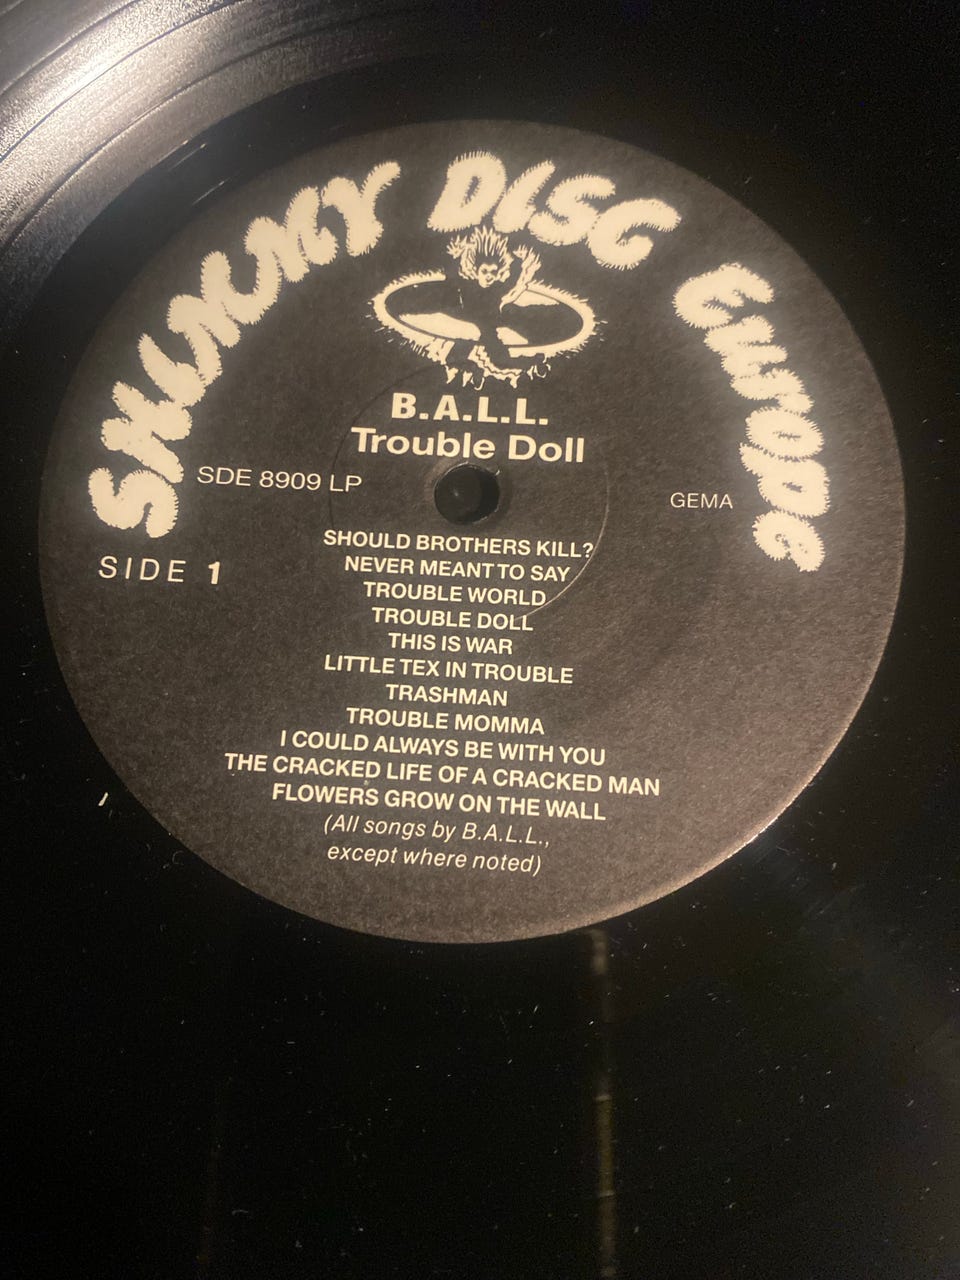 SHIMMY DISC EUROPE
B.A.L.L.
Trouble Doll
SDE 8909 LP
GEMA
SIDE 1
SHOULD BROTHERS KILL?
NEVER MEANT TO SAY
TROUBLE WORLD
TROUBLE DOLL
THIS IS WAR
LITTLE TEX IN TROUBLE
TRASHMAN
TROUBLE MOMMA
I COULD ALWAYS BE WITH YOU
THE CRACKED LIFE OF A CRACKED MAN
FLOWERS GROW ON THE WALL
(All songs by B.A.L.L.,
except where noted)